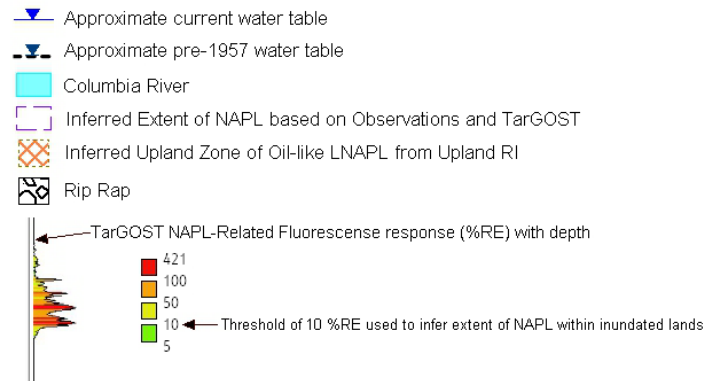 Approximate current water table
Approximate pre-1957 water table
Columbia River
Inferred Extent of NAPL based on Observations and TarGOST
Inferred Upland Zone of Oil-like LNAPL from Upland RI
Rip Rap
TarGOST NAPL-Related Fluorescense response (%RE) with depth
421
100
50
10
Threshold of 10 %RE used to infer extent of NAPL within inundated lands
5